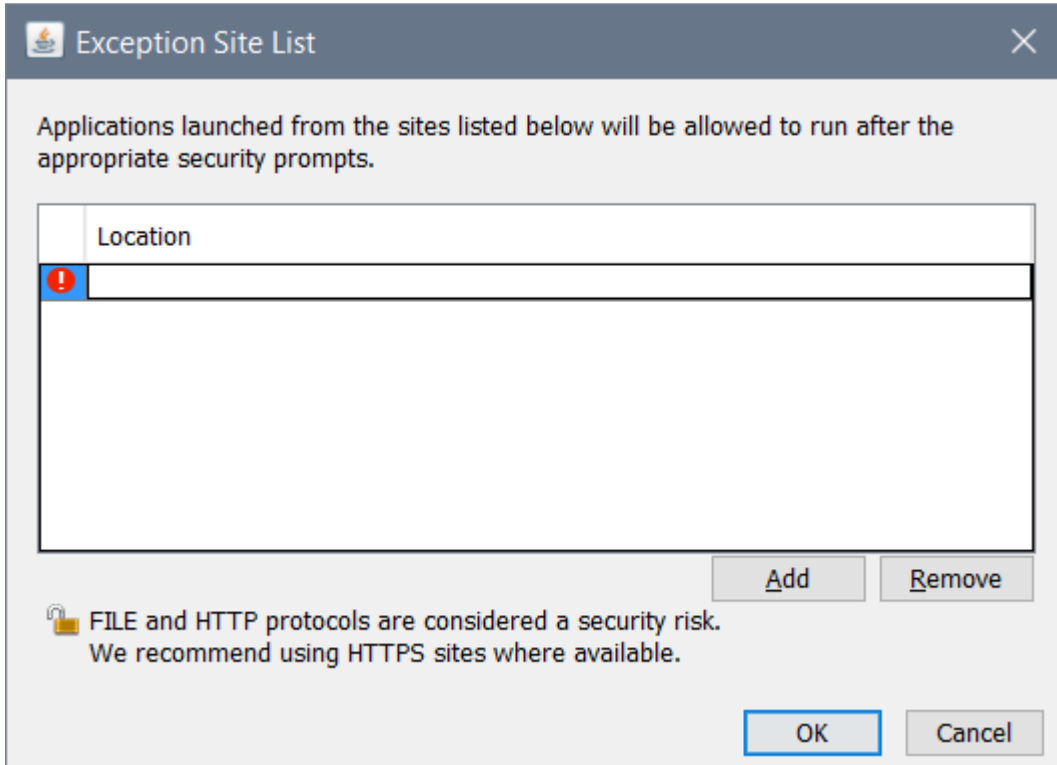 Exception Site List
Applications launched from the sites listed below will be allowed to run after the
appropriate security prompts.
Location
Add
Remove
FILE and HTTP protocols are considered a security risk.
We recommend using HTTPS sites where available.
OK
Cancel